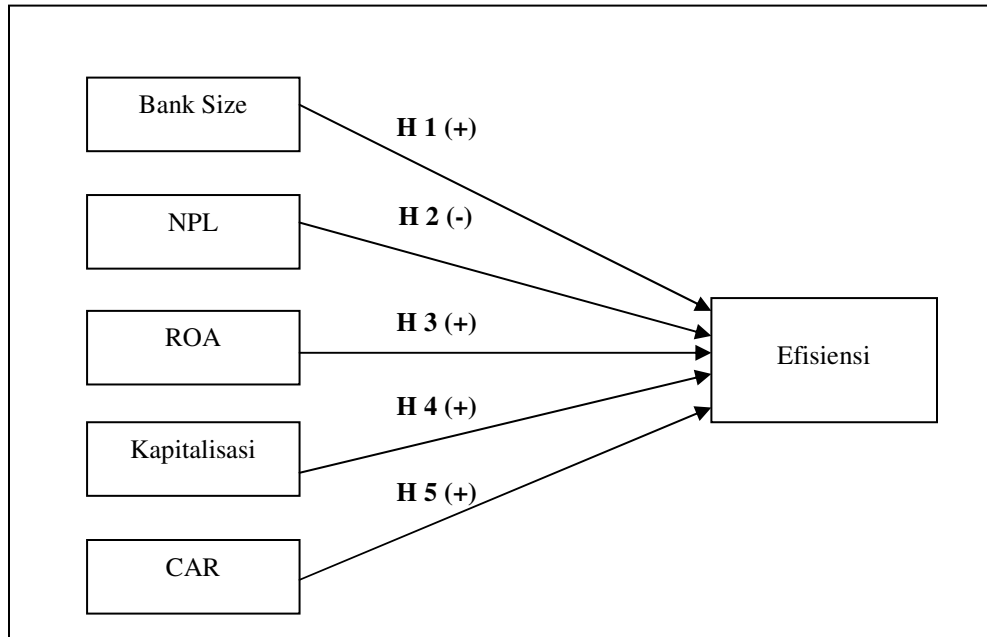 Bank Size
H 1 (+)
NPL
H 2 (-)
ROA
H 3 (+)
Efisiensi
Kapitalisasi
H 4 (+)
H 5 (+)
CAR